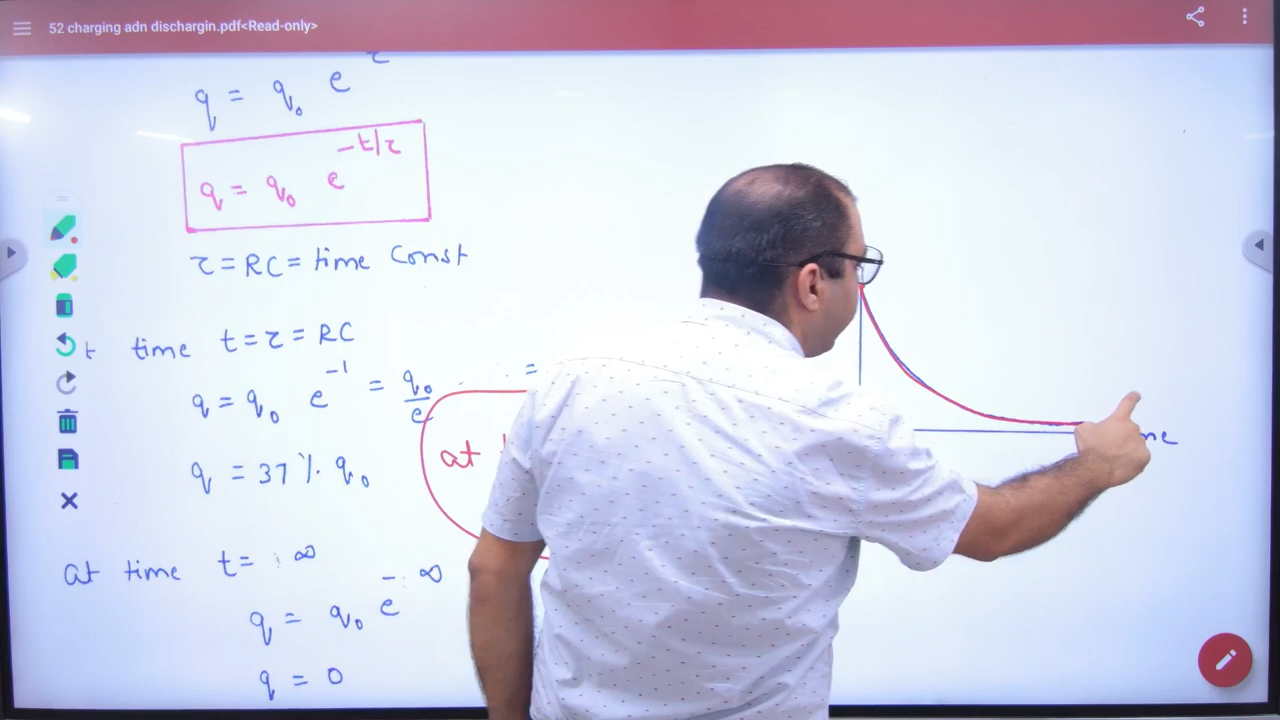 52 charging adn dischargin.pdf<Read-only>
q = q₀ e τ
q = q₀ e^(-t/τ)
τ = RC = time Const
t time t = τ = RC
q = q₀ e^(-1) = q₀/e =
q = 37 % q₀
at
at time t = ∞
q = q₀ e^(-∞)
q = 0